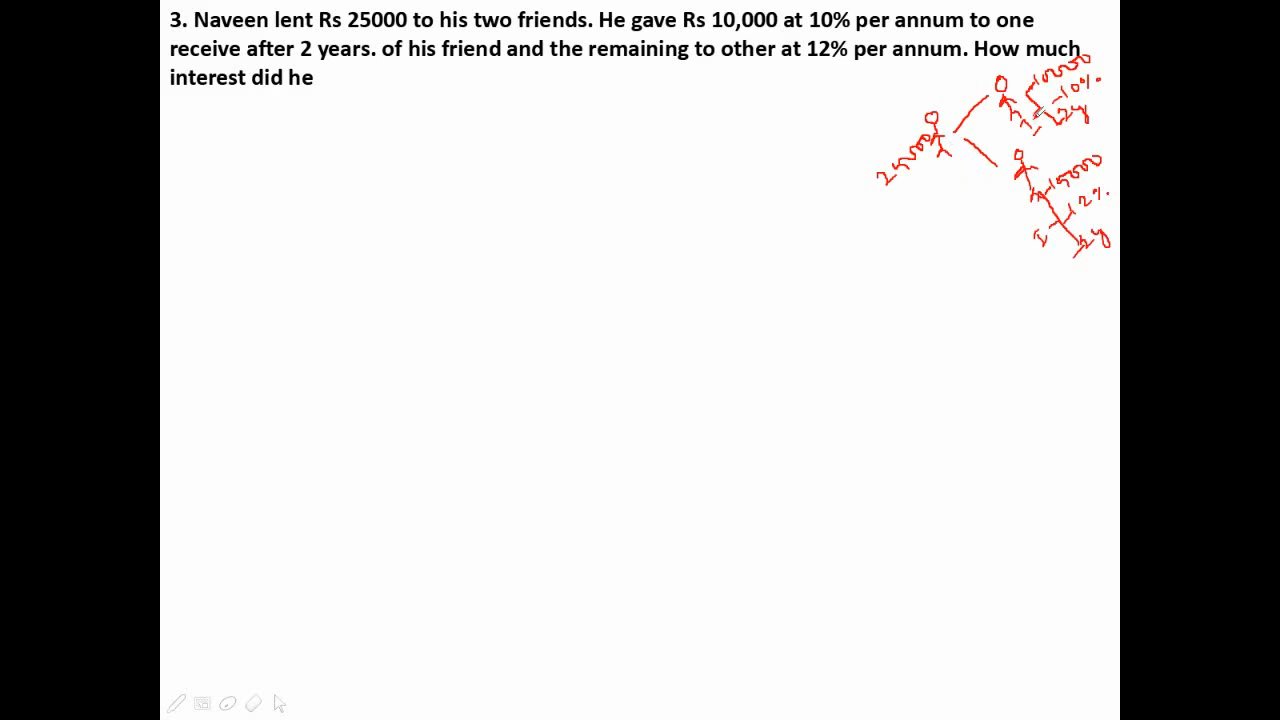 3. Naveen lent Rs 25000 to his two friends. He gave Rs 10,000 at 10% per annum to one
receive after 2 years. of his friend and the remaining to other at 12% per annum. How much
interest did he
10000
10%
2y
I
25000
15000
12%
I
2y